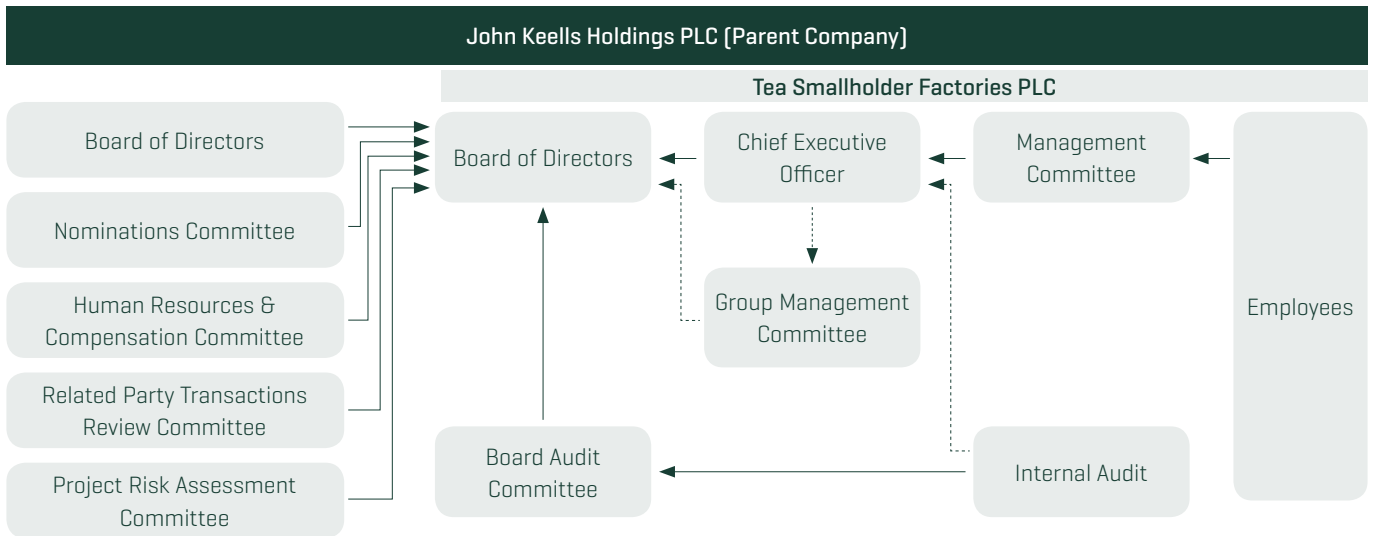 John Keells Holdings PLC (Parent Company)
Tea Smallholder Factories PLC
Board of Directors
Nominations Committee
Human Resources &
Compensation Committee
Related Party Transactions
Review Committee
Project Risk Assessment
Committee
Board of Directors
Chief Executive
Officer
Management
Committee
Group Management
Committee
Employees
Board Audit
Committee
Internal Audit